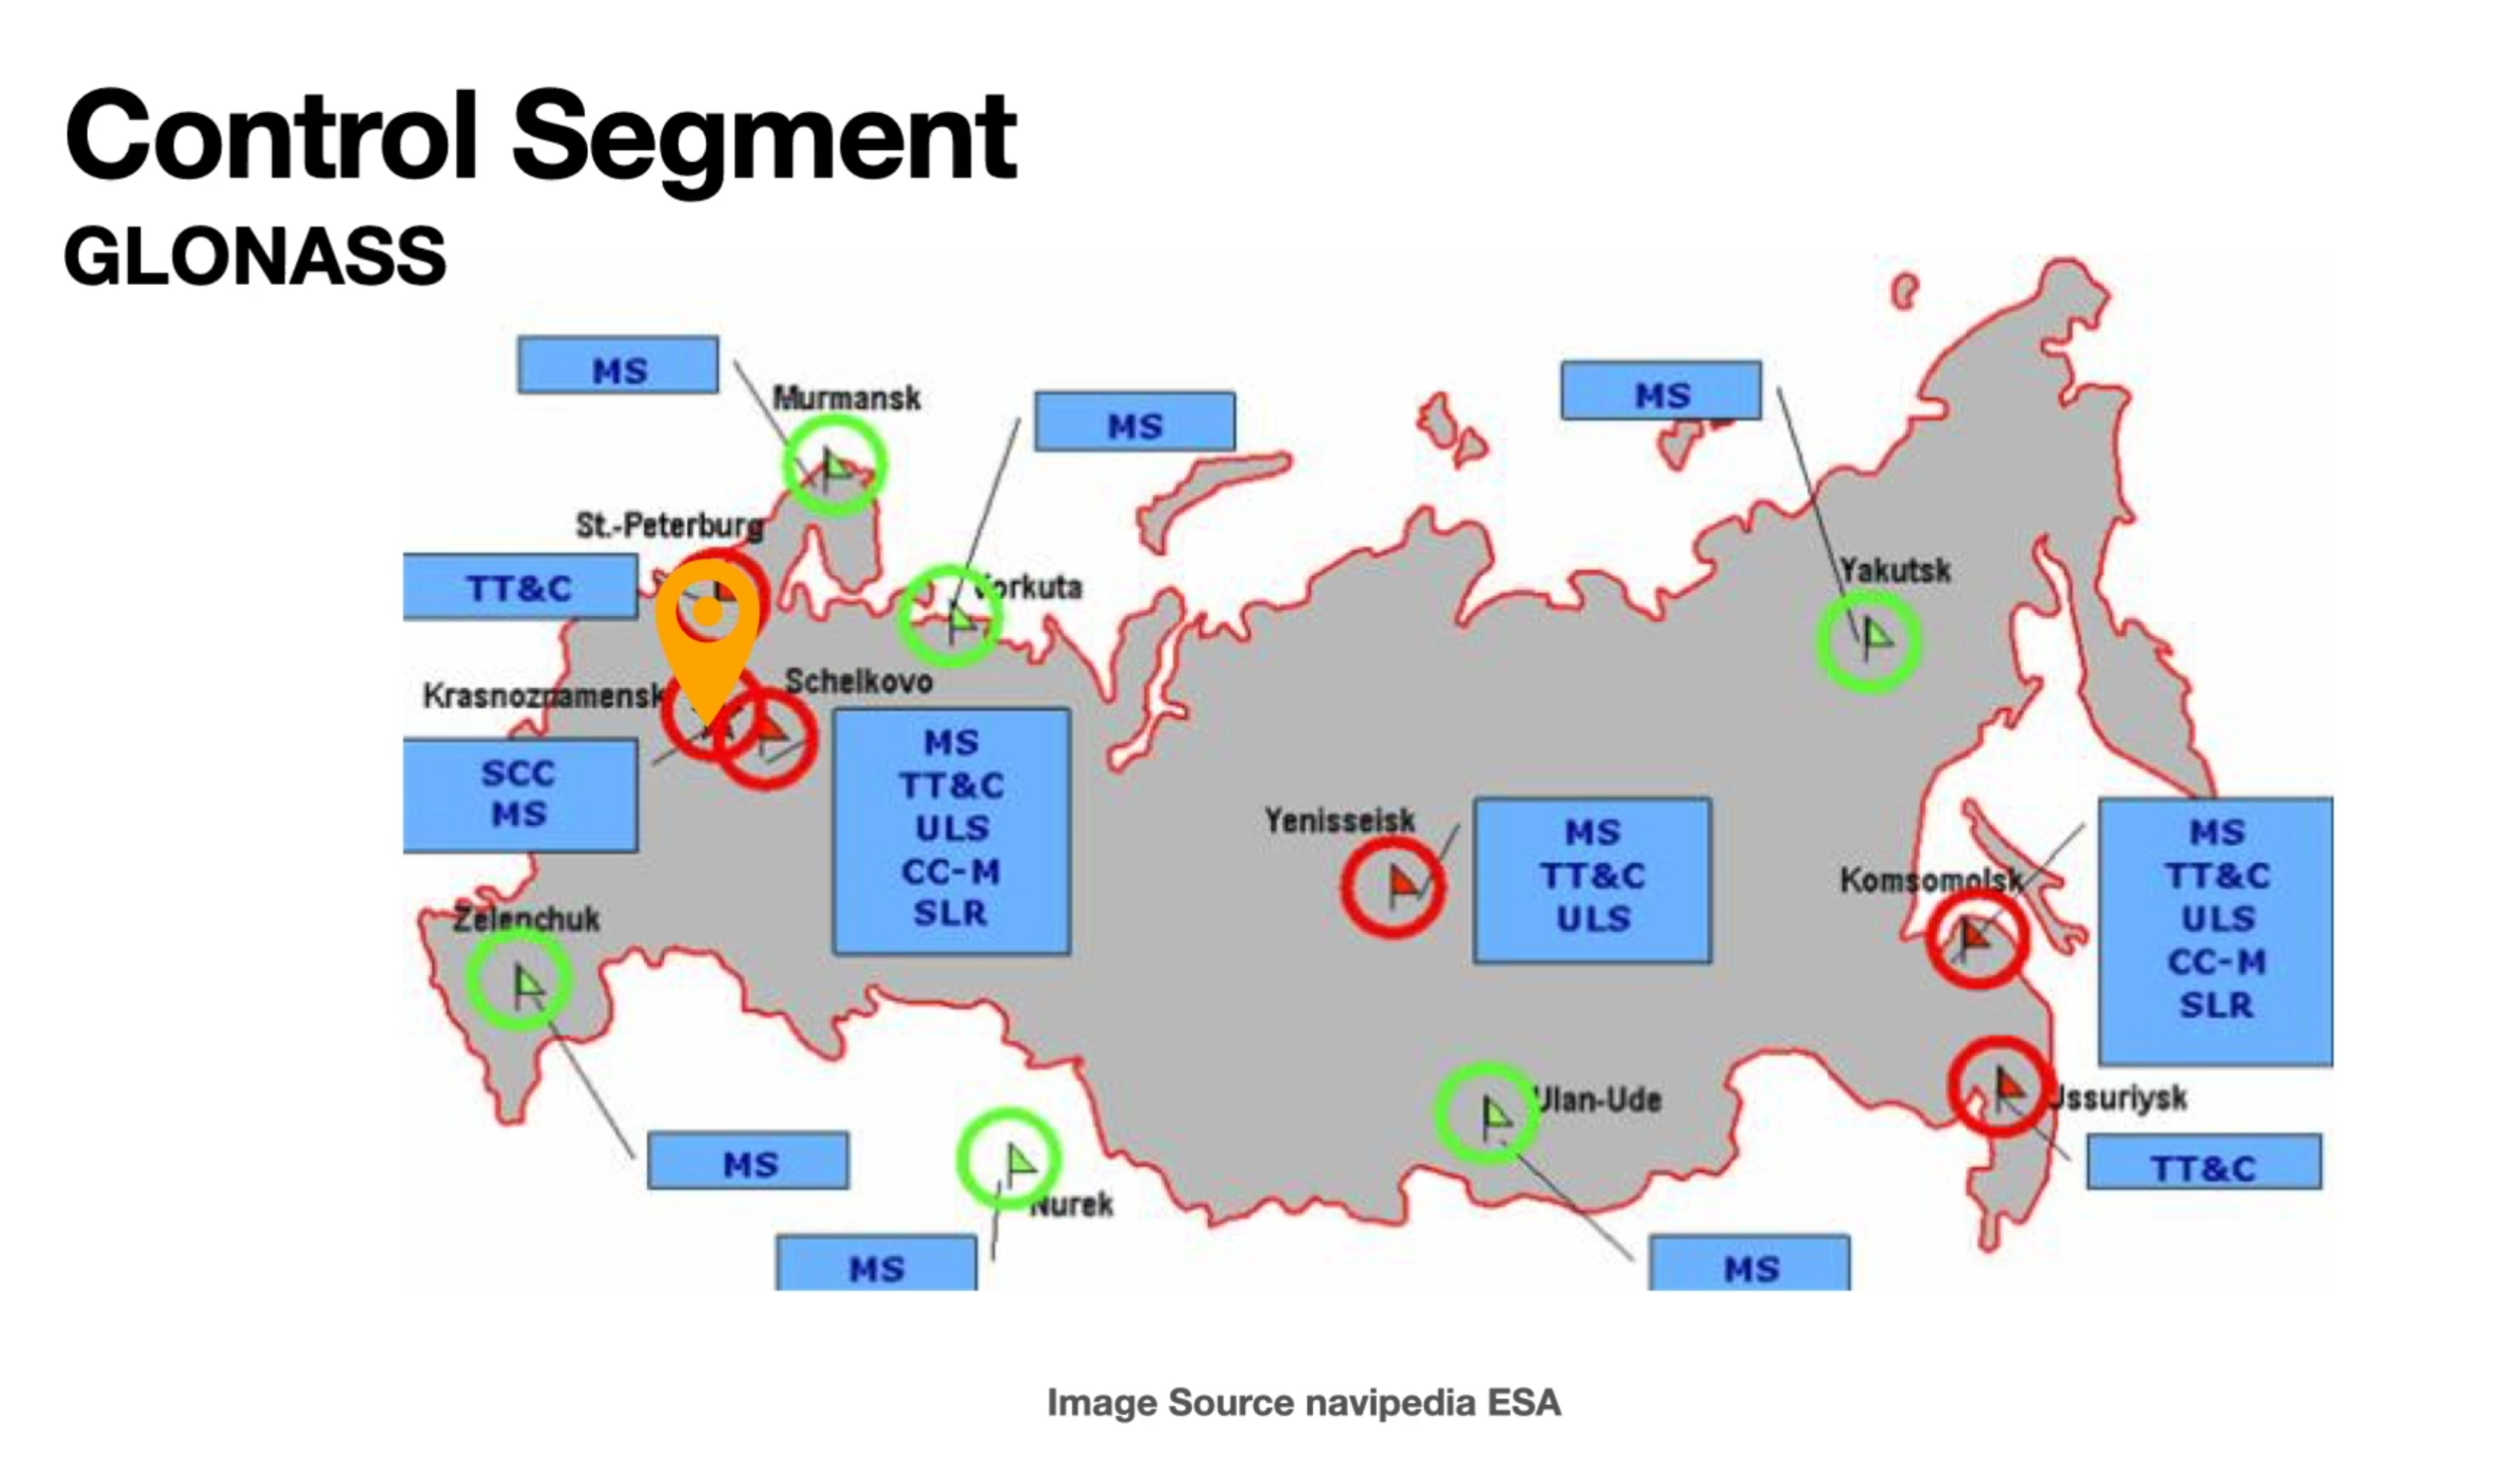 Control Segment
GLONASS
MS
Murmansk
MS
MS
St.-Peterburg
TT&C
Vorkuta
Yakutsk
Krasnoznamensk
Schelkovo
SCC
MS
MS
TT&C
ULS
CC-M
SLR
Yenisseisk
MS
TT&C
ULS
Komsomolsk
MS
TT&C
ULS
CC-M
SLR
Zelenchuk
MS
Nurek
MS
Ulan-Ude
MS
Ussuriysk
TT&C
Image Source navipedia ESA